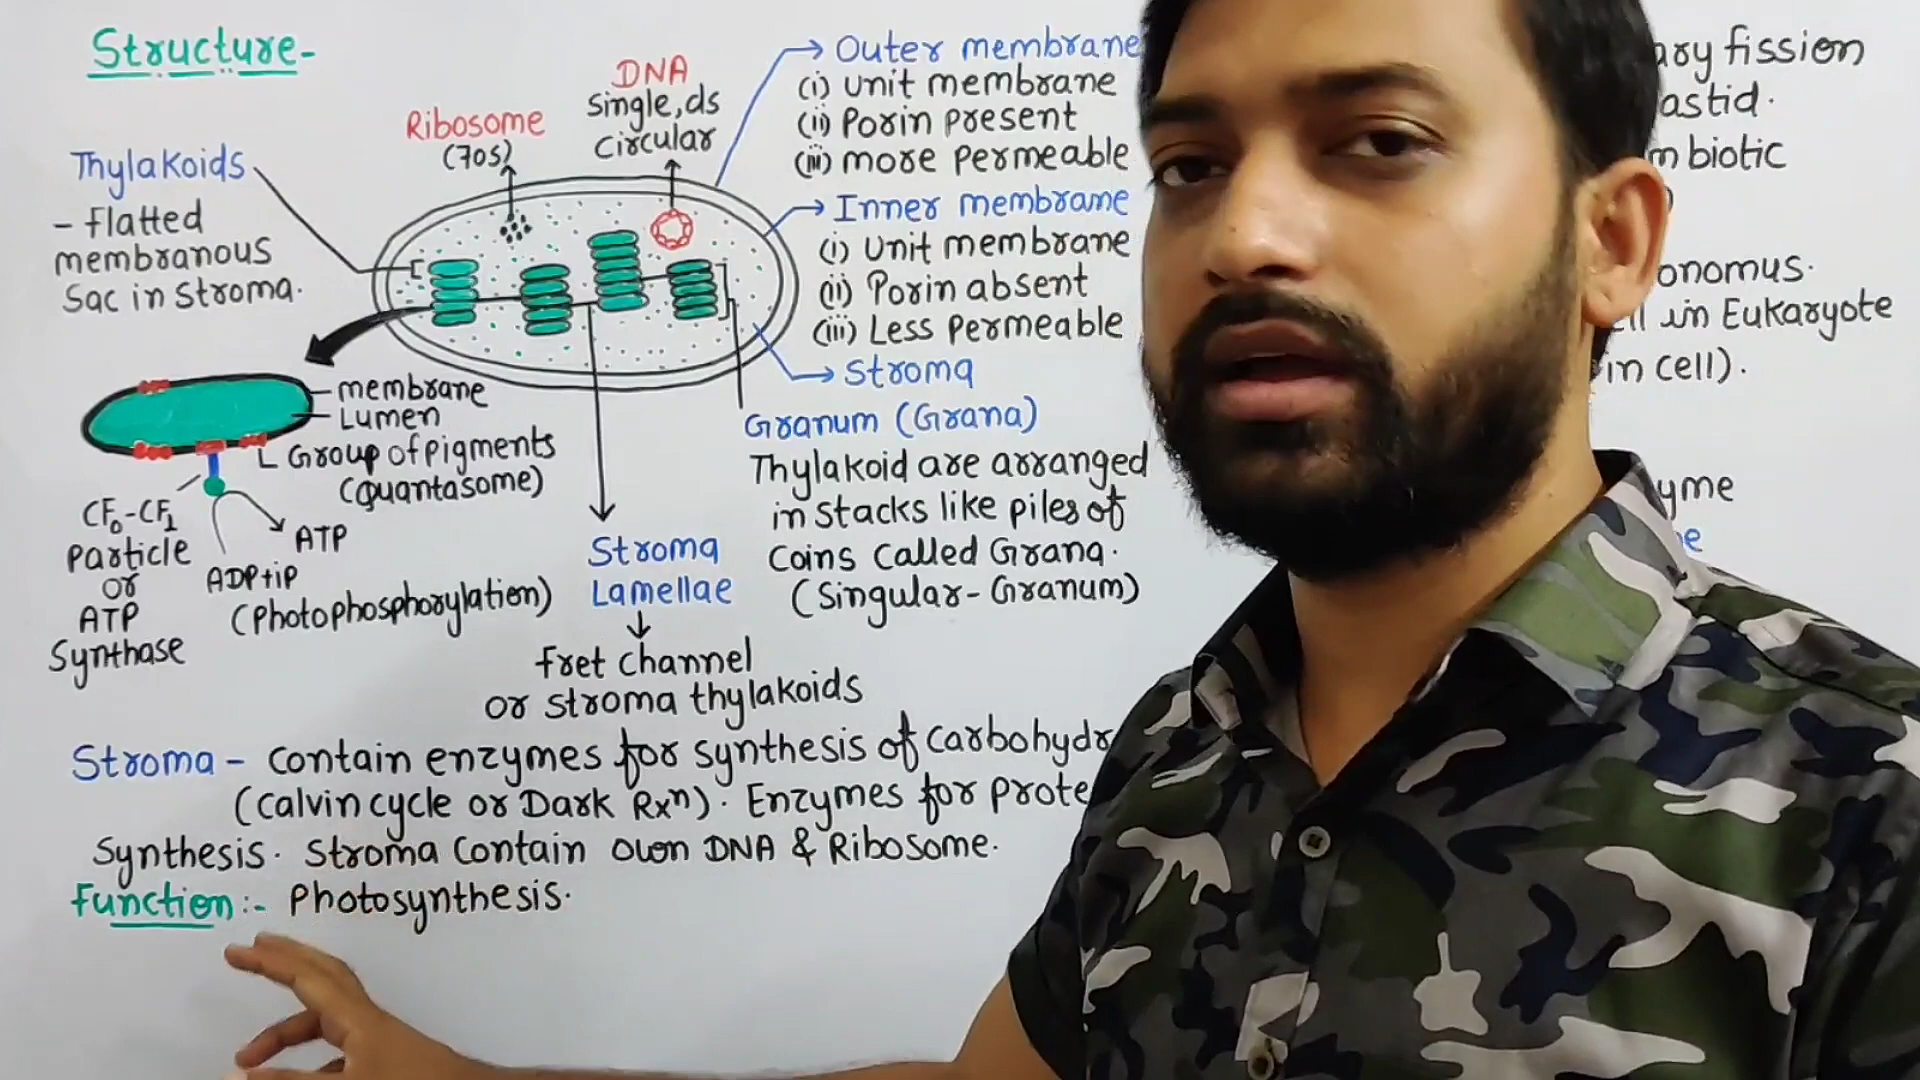 Structure-
Thylakoids
- flatted
membranous
Sac in stroma.
Ribosome
(70S)
DNA
single, ds
circular
Outer membrane
(i) unit membrane
(ii) Porin present
(iii) more permeable
Inner membrane
(i) Unit membrane
(ii) Porin absent
(iii) Less permeable
Stroma
Granum (Grana)
Thylakoid are arranged
in stacks like piles of
Coins called Grana.
(Singular-Granum)
membrane
Lumen
Group of pigments
(Quantasome)
CF0-CF1
Particle
or
ATP
Synthase
ADP+iP
ATP
(Photophosphorylation)
Stroma
Lamellae
fret channel
or stroma thylakoids
Stroma - contain enzymes for synthesis of Carbohydr
(calvin cycle or Dark Rxn). Enzymes for prote
Synthesis. Stroma Contain own DNA & Ribosome.
Function :- Photosynthesis.
ary fission
astid.
biotic
onomus.
in Eukaryote
in cell).
yme